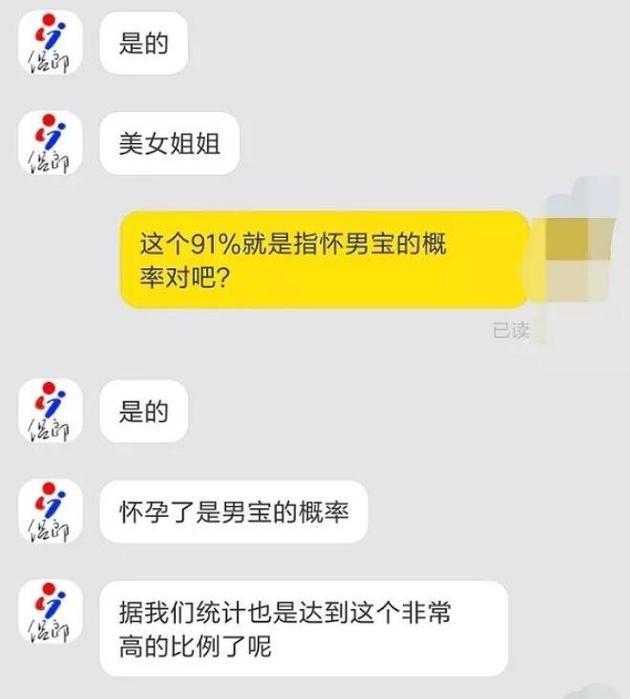 是的
美女姐姐
这个91%就是指怀男宝的概
率对吧?
已读
是的
怀孕了是男宝的概率
据我们统计也是达到这个非常
高的比例了呢